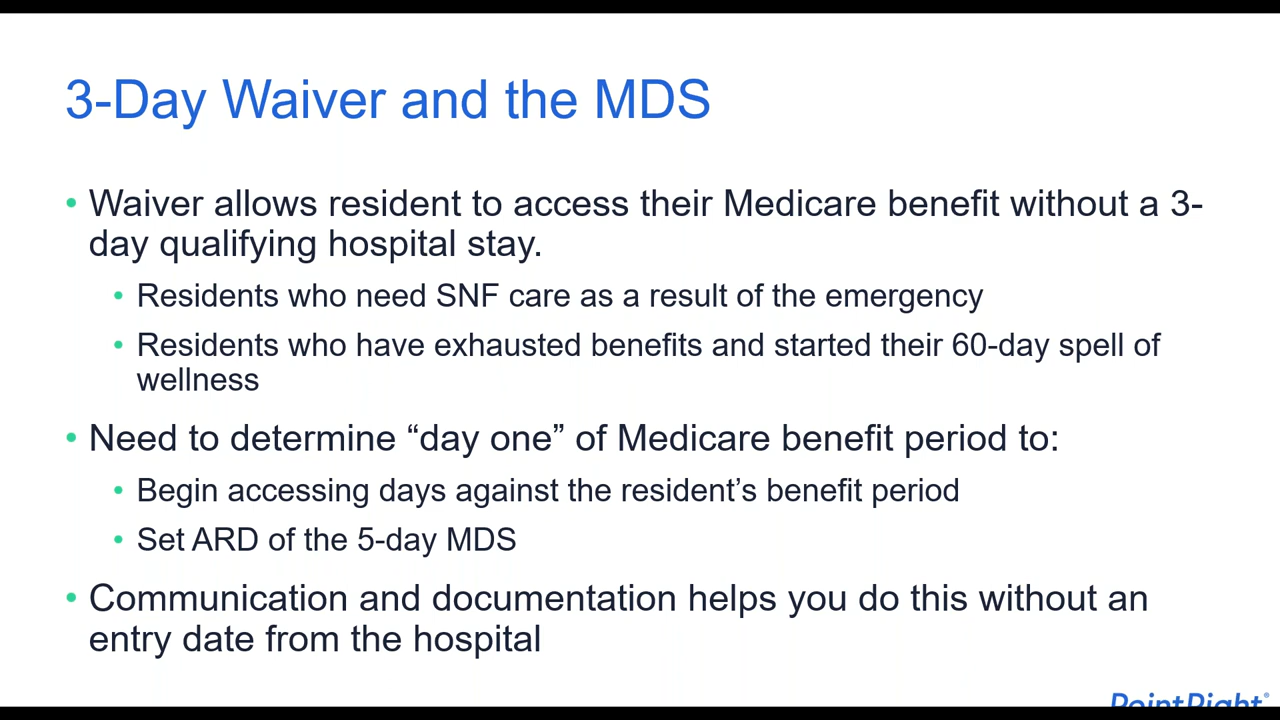 3-Day Waiver and the MDS
• Waiver allows resident to access their Medicare benefit without a 3-
day qualifying hospital stay.
• Residents who need SNF care as a result of the emergency
• Residents who have exhausted benefits and started their 60-day spell of
wellness
• Need to determine “day one” of Medicare benefit period to:
• Begin accessing days against the resident’s benefit period
• Set ARD of the 5-day MDS
• Communication and documentation helps you do this without an
entry date from the hospital
PointRight®